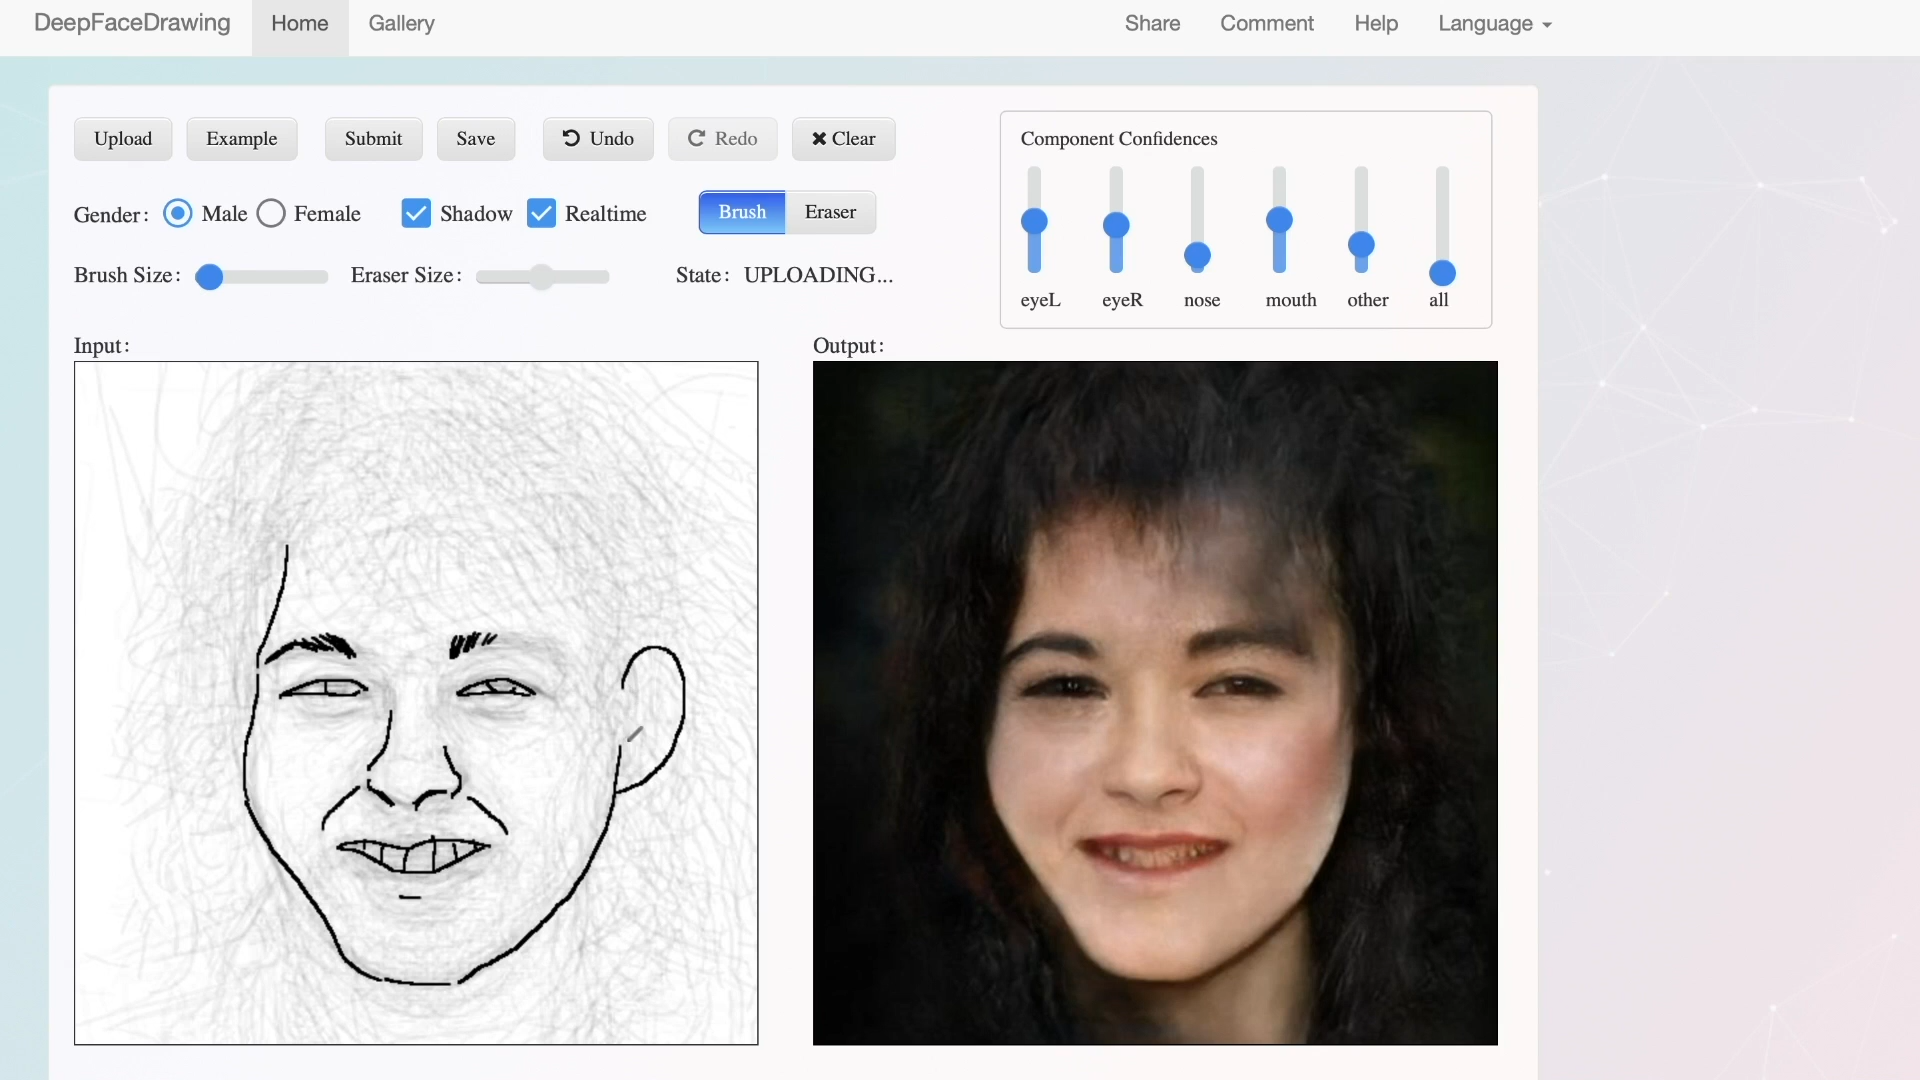 DeepFaceDrawing Home Gallery Share Comment Help Language
Upload Example Submit Save Undo Redo Clear
Gender: Male Female Shadow Realtime Brush Eraser
Brush Size: Eraser Size: State: UPLOADING...
Component Confidences
eyeL eyeR nose mouth other all
Input: Output: